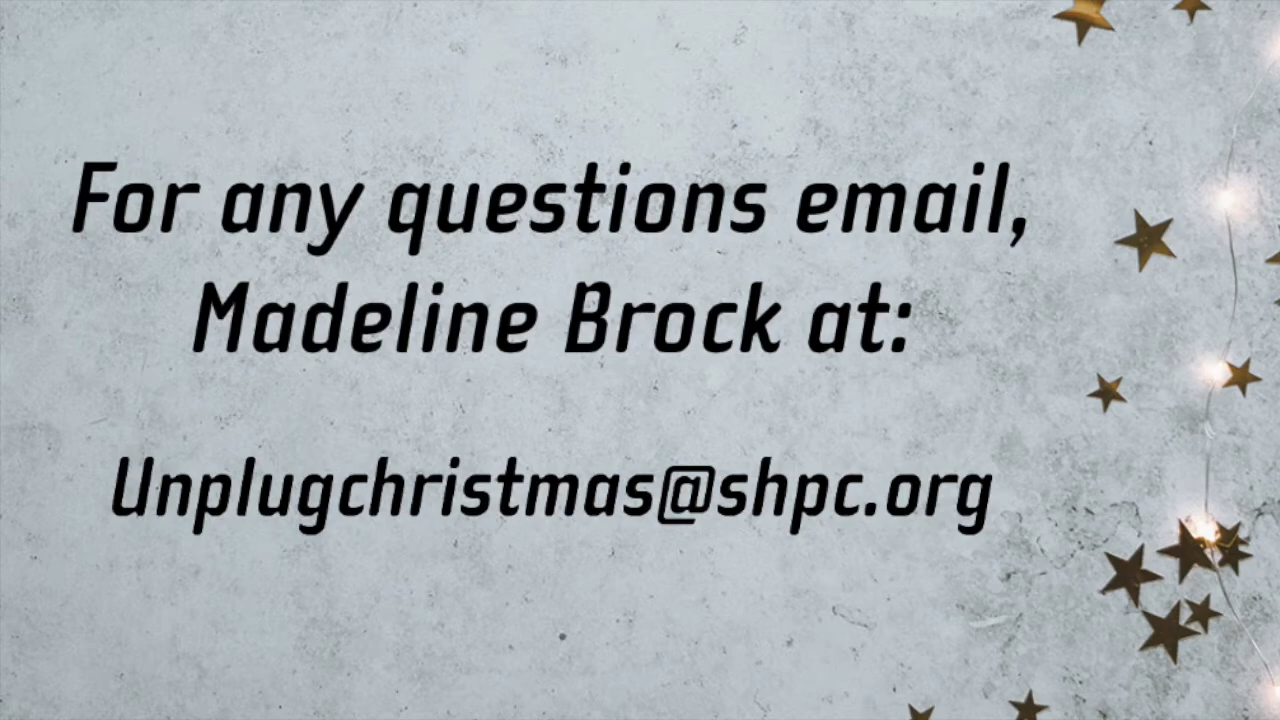 For any questions email,
Madeline Brock at:
Unplugchristmas@shpc.org